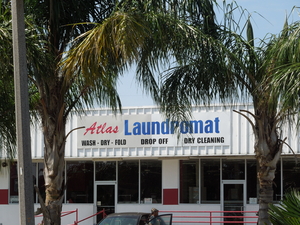 Atlas Laundromat
WASH - DRY - FOLD DROP OFF DRY CLEANING